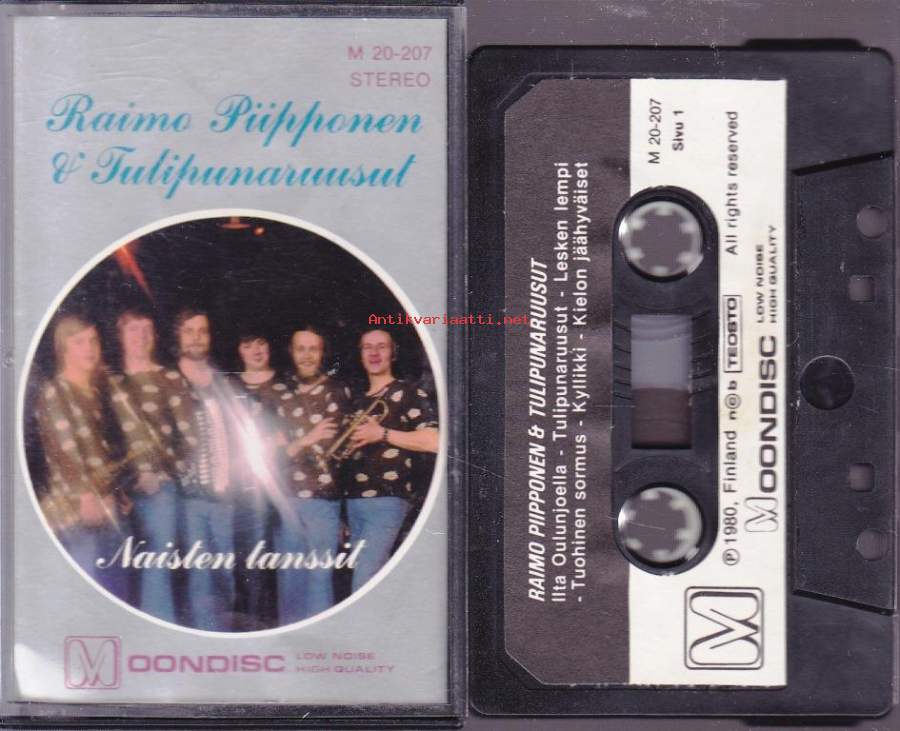 M 20-207
STEREO
Raimo Piipponen
& Tulipunaruusut
Naisten tanssit
MOONDISC LOW NOISE
HIGH QUALITY
Antikvariaatti.net
RAIMO PIIPPONEN & TULIPUNARUUSUT
Ilta Oulunjoella - Tulipunaruusut - Lesken lempi
- Tuohinen sormus - Kyllikki - Kielon jäähyväiset
M 20-207
Sivu 1
All rights reserved
℗1980, Finland n©b TEOSTO
LOW NOISE
HIGH QUALITY
MOONDISC